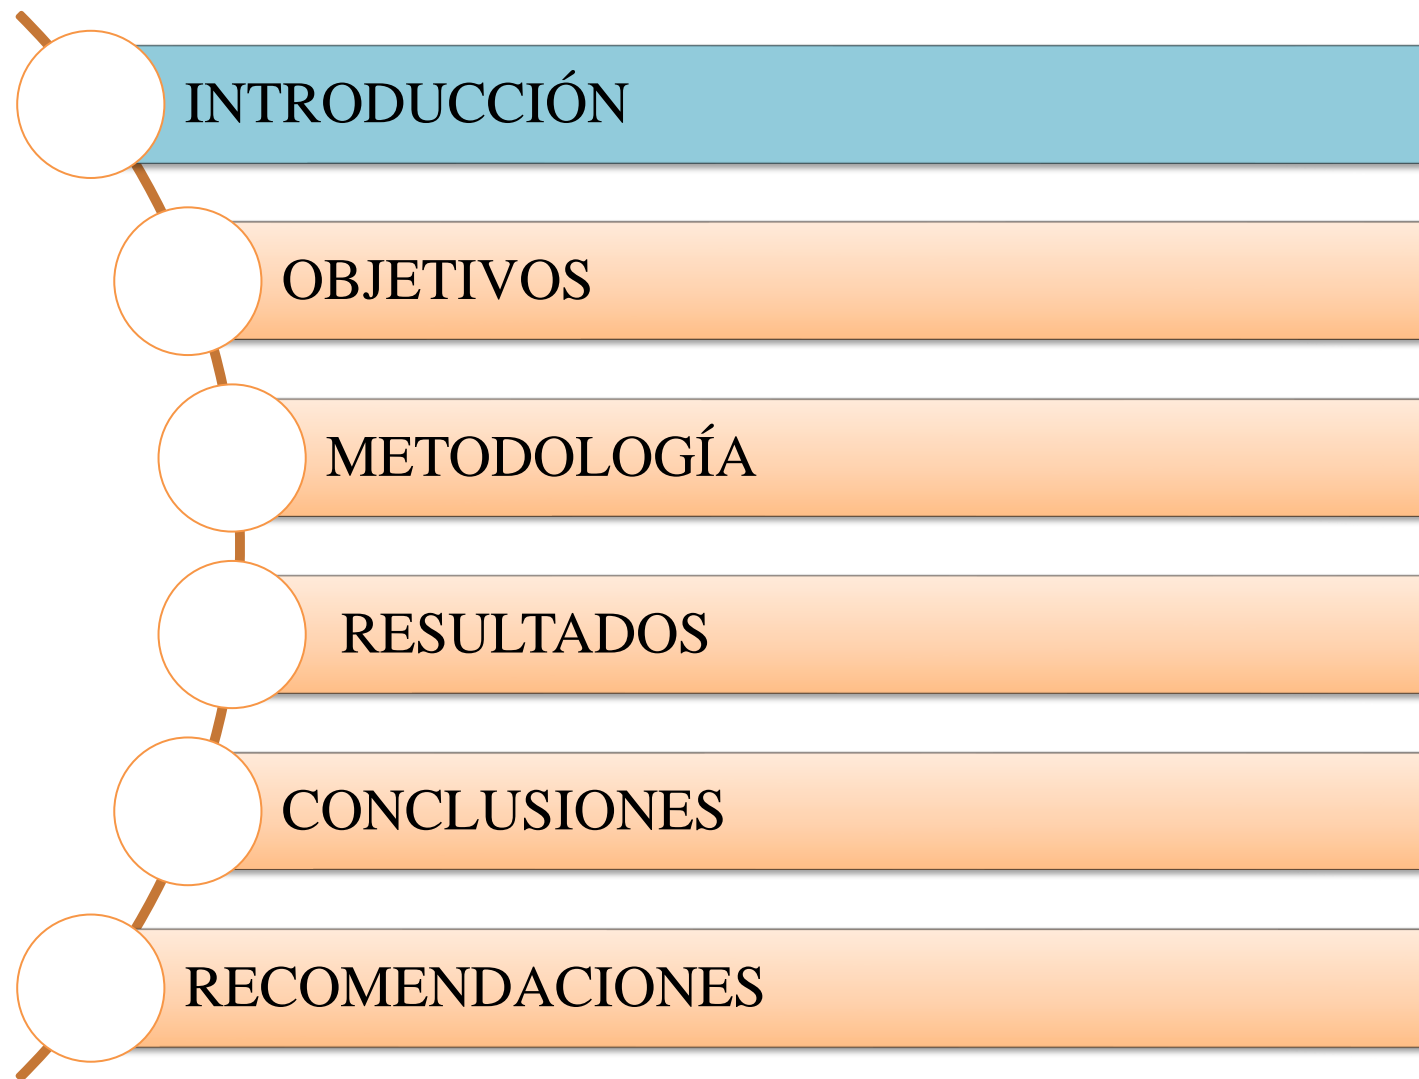 INTRODUCCIÓN
OBJETIVOS
METODOLOGÍA
RESULTADOS
CONCLUSIONES
RECOMENDACIONES